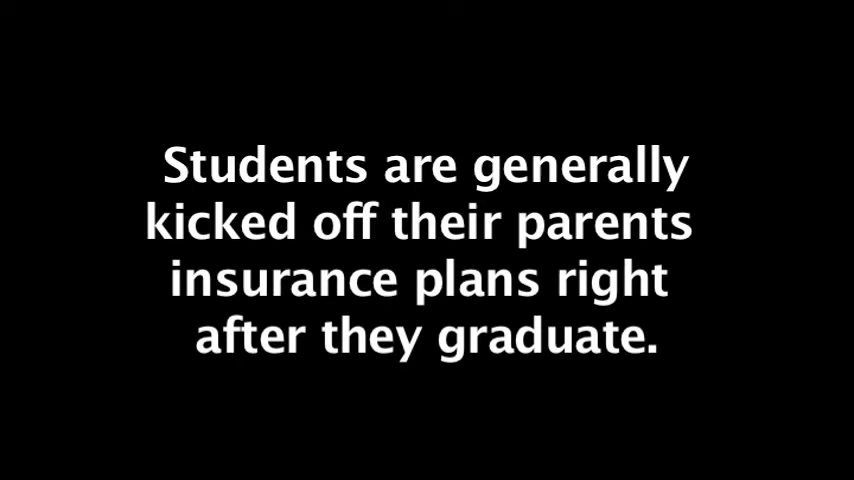 Students are generally
kicked off their parents
insurance plans right
after they graduate.